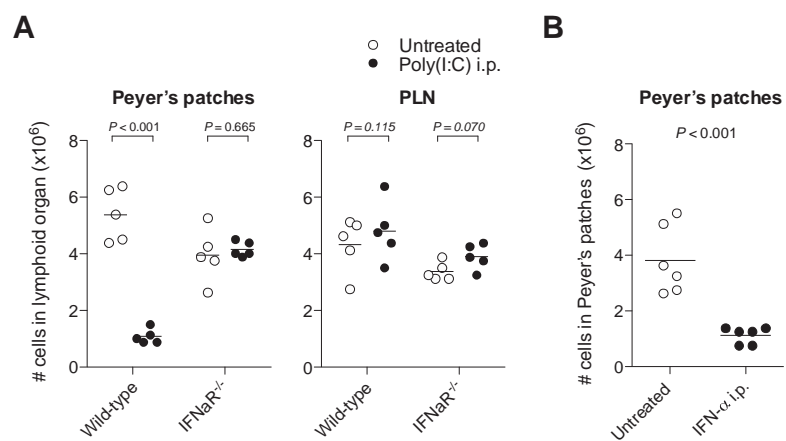 A
B
Untreated
Poly(I:C) i.p.
Peyer's patches
PLN
Peyer's patches
P < 0.001
P = 0.665
P = 0.115
P = 0.070
P < 0.001
# cells in lymphoid organ (x10⁶)
8
6
4
2
0
8
6
4
2
0
# cells in Peyer's patches (x10⁶)
8
6
4
2
0
Wild-type
IFNaR⁻/⁻
Wild-type
IFNaR⁻/⁻
Untreated
IFN-α i.p.